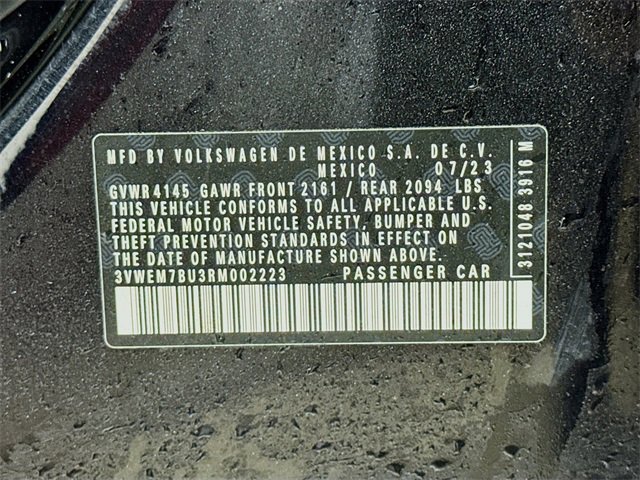 MFD BY VOLKSWAGEN DE MEXICO S.A. DE C.V.
MEXICO 07/23
GVWR 4145 GAWR FRONT 2161 / REAR 2094 LBS
THIS VEHICLE CONFORMS TO ALL APPLICABLE U.S.
FEDERAL MOTOR VEHICLE SAFETY, BUMPER AND
THEFT PREVENTION STANDARDS IN EFFECT ON
THE DATE OF MANUFACTURE SHOWN ABOVE.
3VWEM7BU3RM002223 PASSENGER CAR
3121048 3916 M